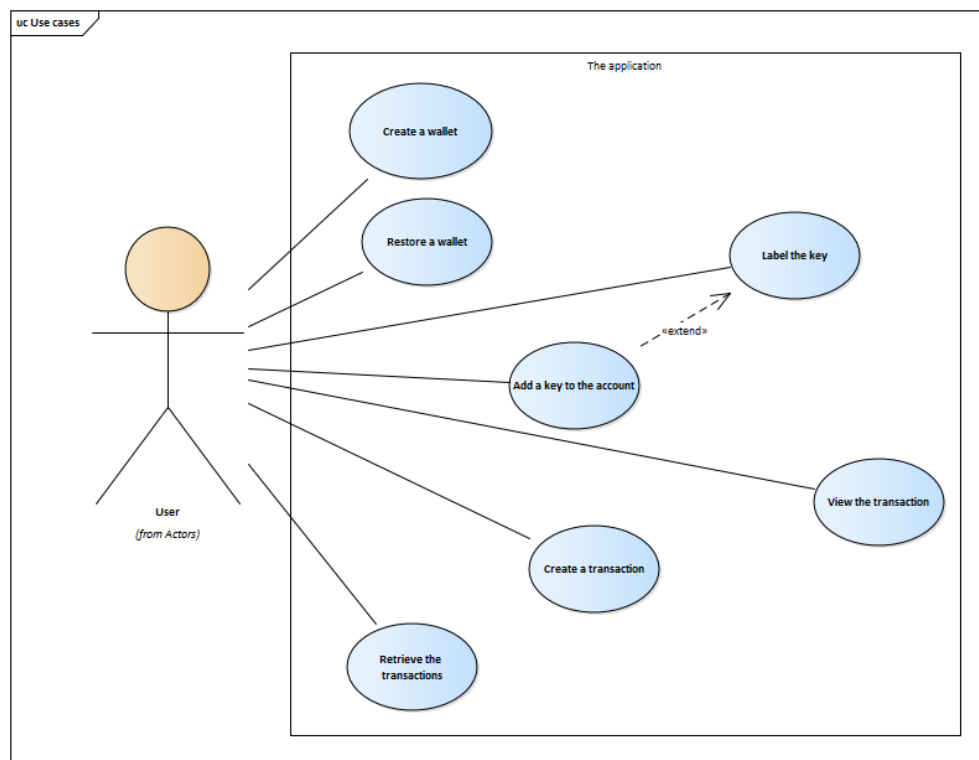 uc Use cases
The application
Create a wallet
Restore a wallet
Label the key
«extend»
Add a key to the account
View the transaction
User
(from Actors)
Create a transaction
Retrieve the
transactions